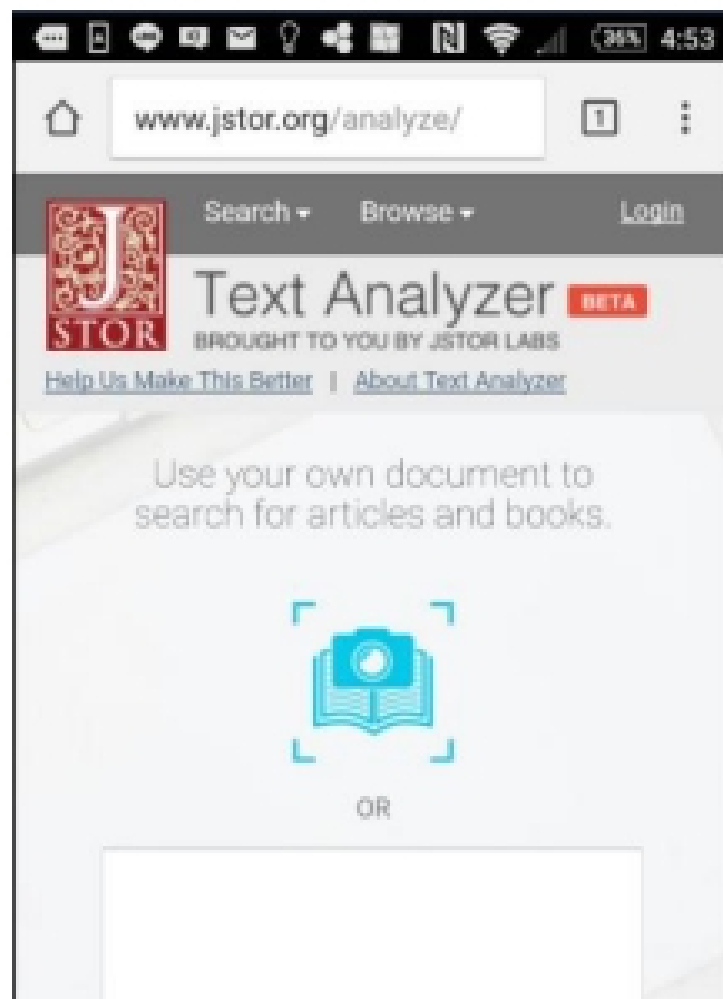 36% 4:53
www.jstor.org/analyze/
1
Search Browse Login
J
STOR
Text Analyzer BETA
BROUGHT TO YOU BY JSTOR LABS
Help Us Make This Better | About Text Analyzer
Use your own document to
search for articles and books.
OR